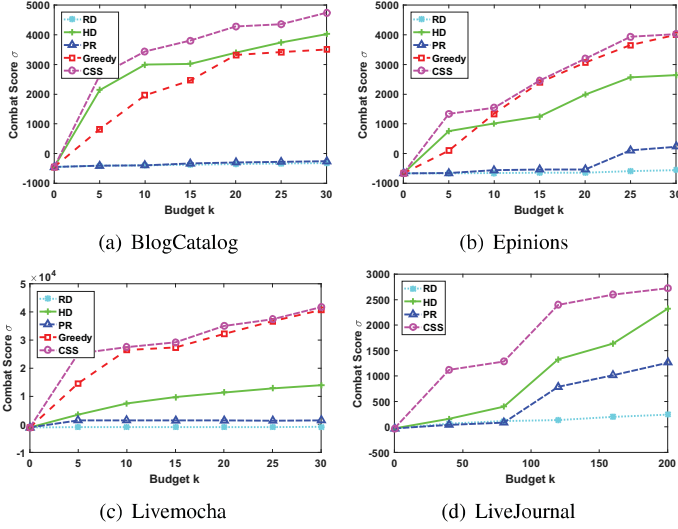 5000
4000
3000
2000
1000
0
-1000
Combat Score σ
RD
HD
PR
Greedy
CSS
0 5 10 15 20 25 30
Budget k
(a) BlogCatalog
5000
4000
3000
2000
1000
0
-1000
Combat Score σ
RD
HD
PR
Greedy
CSS
0 5 10 15 20 25 30
Budget k
(b) Epinions
× 10^4
5
4
3
2
1
0
-1
Combat Score σ
RD
HD
PR
Greedy
CSS
0 5 10 15 20 25 30
Budget k
(c) Livemocha
3000
2500
2000
1500
1000
500
0
-500
Combat Score σ
RD
HD
PR
CSS
0 50 100 150 200
Budget k
(d) LiveJournal